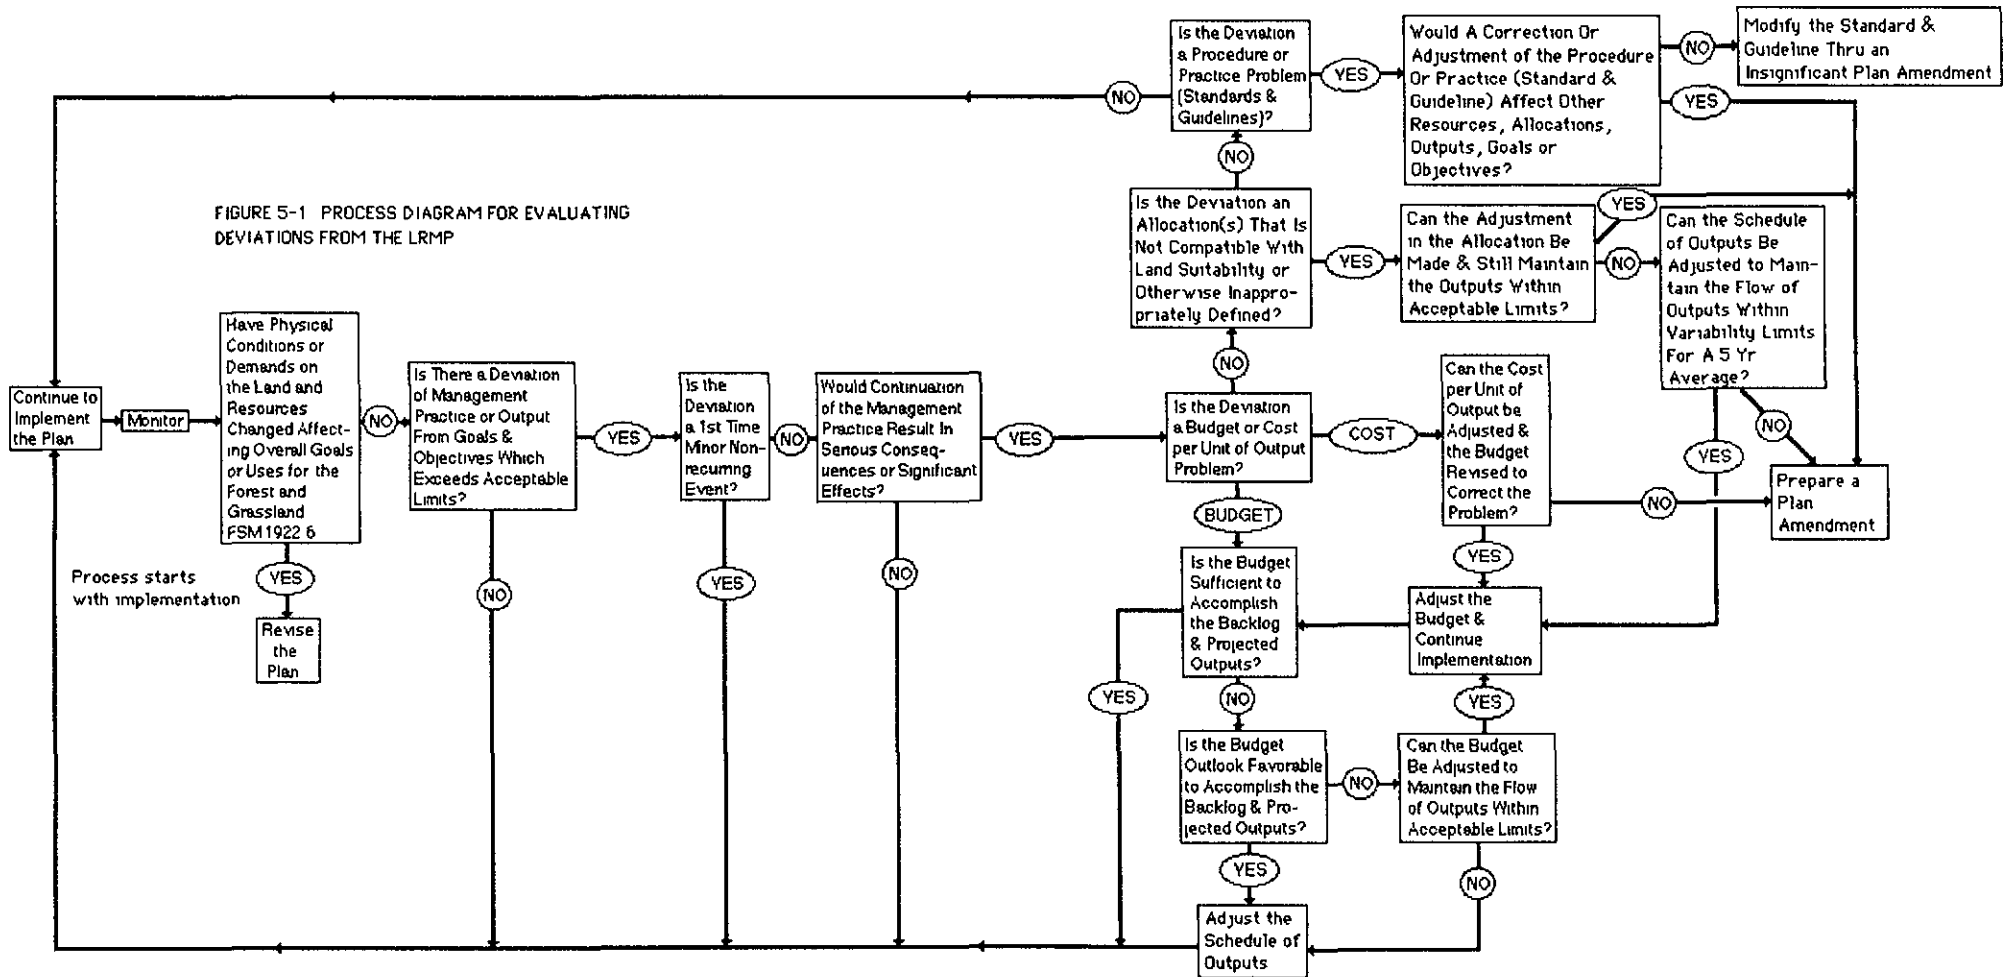 Is the Deviation
a Procedure or
Practice Problem
(Standards &
Guidelines)?
YES
Would A Correction Or
Adjustment of the Procedure
Or Practice (Standard &
Guideline) Affect Other
Resources, Allocations,
Outputs, Goals or
Objectives?
NO
Modify the Standard &
Guideline Thru an
Insignificant Plan Amendment
YES
NO
NO
FIGURE 5-1 PROCESS DIAGRAM FOR EVALUATING
DEVIATIONS FROM THE LRMP
Is the Deviation an
Allocation(s) That Is
Not Compatible With
Land Suitability or
Otherwise Inappro-
priately Defined?
YES
Can the Adjustment
in the Allocation Be
Made & Still Maintain
the Outputs Within
Acceptable Limits?
YES
NO
Can the Schedule
of Outputs Be
Adjusted to Main-
tain the Flow of
Outputs Within
Variability Limits
For A 5 Yr
Average?
NO
YES
NO
Continue to
Implement
the Plan
Monitor
Have Physical
Conditions or
Demands on
the Land and
Resources
Changed Affect-
ing Overall Goals
or Uses for the
Forest and
Grassland
FSM 1922 6
NO
Is There a Deviation
of Management
Practice or Output
From Goals &
Objectives Which
Exceeds Acceptable
Limits?
YES
Is the
Deviation
a 1st Time
Minor Non-
recurring
Event?
NO
Would Continuation
of the Management
Practice Result In
Serious Conseq-
uences or Significant
Effects?
YES
Is the Deviation
a Budget or Cost
per Unit of Output
Problem?
COST
Can the Cost
per Unit of
Output be
Adjusted &
the Budget
Revised to
Correct the
Problem?
NO
Prepare a
Plan
Amendment
BUDGET
YES
Process starts
with implementation
YES
Revise
the
Plan
NO
YES
NO
Is the Budget
Sufficient to
Accomplish
the Backlog
& Projected
Outputs?
Adjust the
Budget &
Continue
Implementation
YES
NO
YES
Is the Budget
Outlook Favorable
to Accomplish the
Backlog & Pro-
jected Outputs?
NO
Can the Budget
Be Adjusted to
Maintain the Flow
of Outputs Within
Acceptable Limits?
YES
NO
Adjust the
Schedule of
Outputs